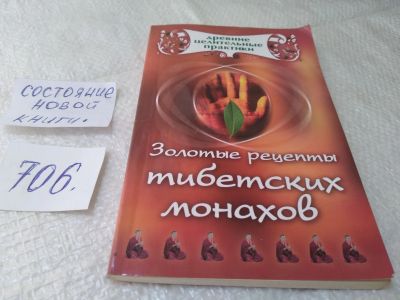 состояние
новой
книги.
706.
древние
целительные
практики
Золотые рецепты
тибетских
монахов